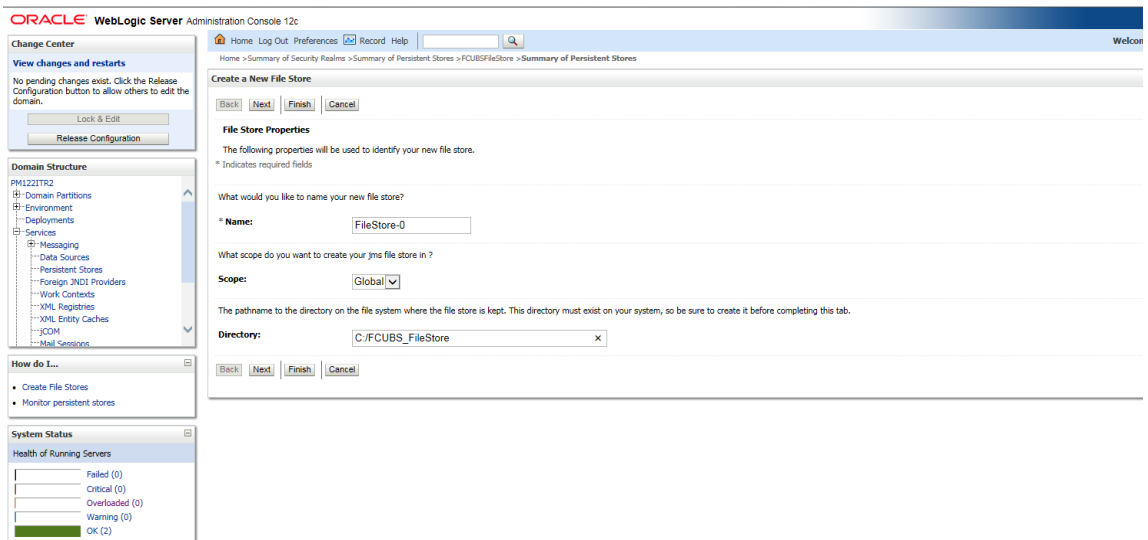 ORACLE WebLogic Server Administration Console 12c
Change Center
View changes and restarts
No pending changes exist. Click the Release
Configuration button to allow others to edit the
domain.
Lock & Edit
Release Configuration
Domain Structure
PM122ITR2
Domain Partitions
Environment
Deployments
Services
Messaging
Data Sources
Persistent Stores
Foreign JNDI Providers
Work Contexts
XML Registries
XML Entity Caches
jCOM
Mail Sessions
How do I...
Create File Stores
Monitor persistent stores
System Status
Health of Running Servers
Failed (0)
Critical (0)
Overloaded (0)
Warning (0)
OK (2)
Home Log Out Preferences Record Help
Welcon
Home >Summary of Security Realms >Summary of Persistent Stores >FCUBSFileStore >Summary of Persistent Stores
Create a New File Store
Back Next Finish Cancel
File Store Properties
The following properties will be used to identify your new file store.
* Indicates required fields
What would you like to name your new file store?
* Name: FileStore-0
What scope do you want to create your jms file store in ?
Scope: Global
The pathname to the directory on the file system where the file store is kept. This directory must exist on your system, so be sure to create it before completing this tab.
Directory: C:/FCUBS_FileStore
Back Next Finish Cancel